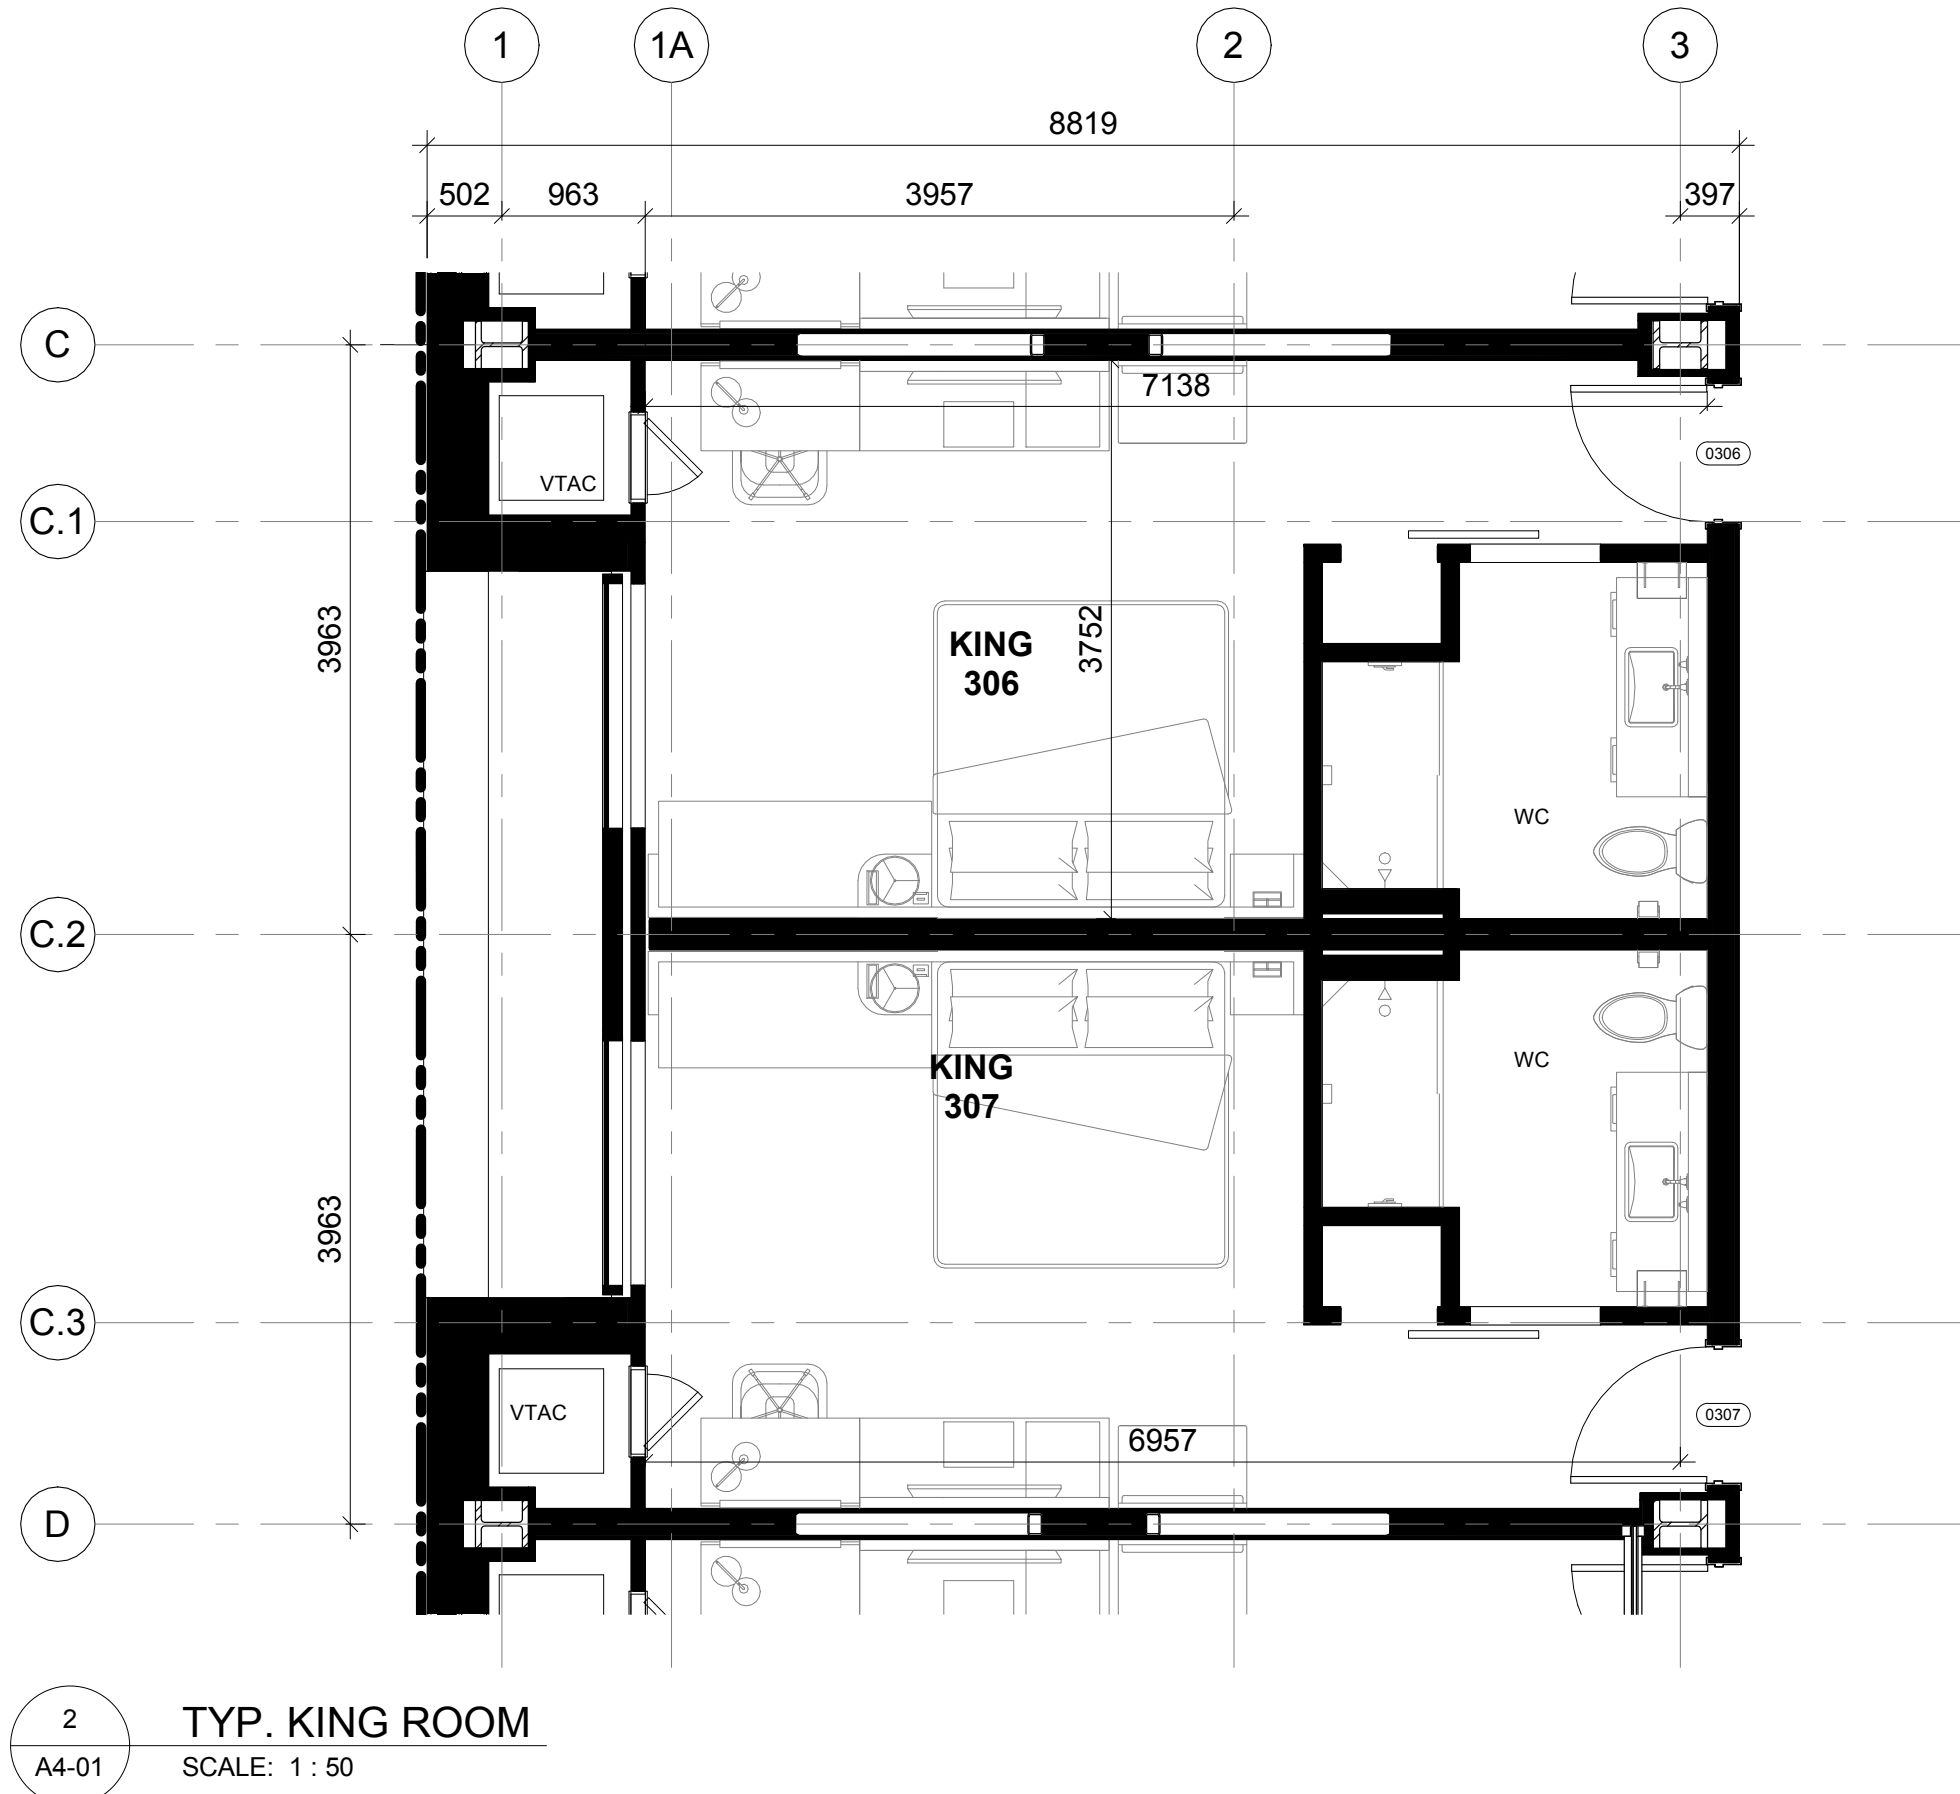 1
1A
2
3
8819
502
963
3957
397
C
7138
0306
VTAC
C.1
3963
KING
306
3752
WC
C.2
WC
KING
307
3963
C.3
VTAC
0307
6957
D
2
A4-01
TYP. KING ROOM
SCALE: 1 : 50